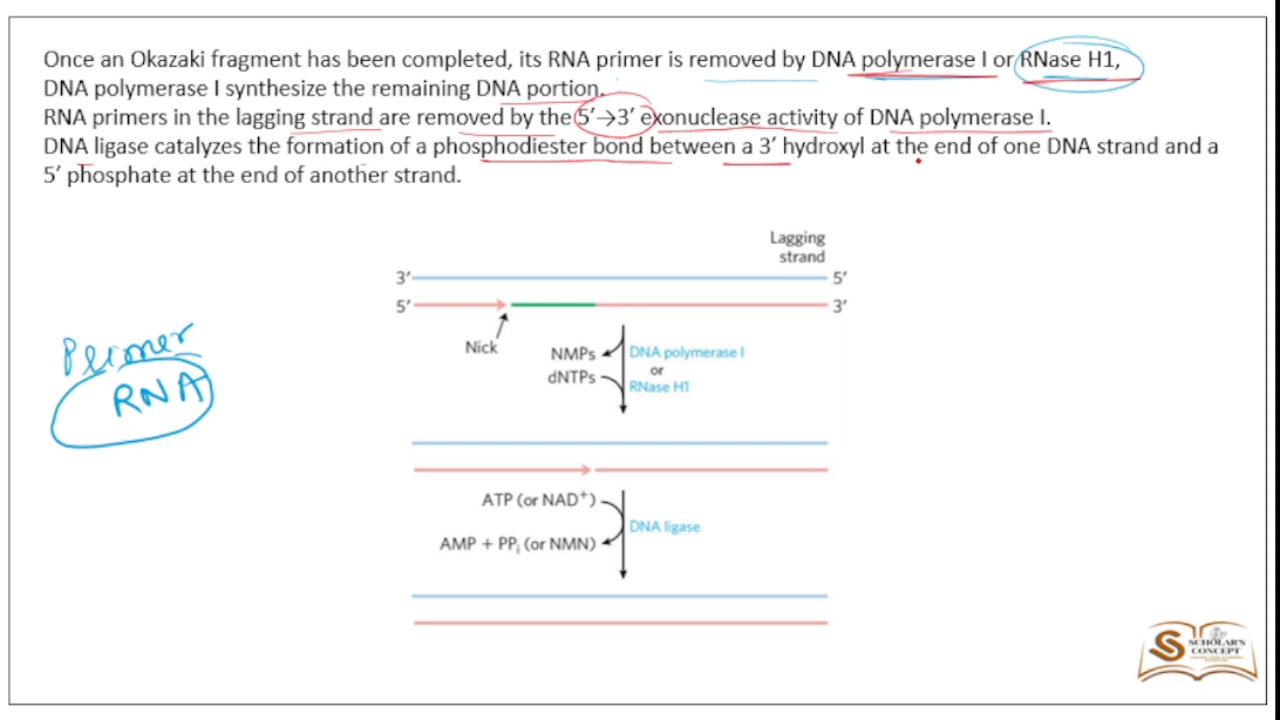 Once an Okazaki fragment has been completed, its RNA primer is removed by DNA polymerase I or RNase H1,
DNA polymerase I synthesize the remaining DNA portion.
RNA primers in the lagging strand are removed by the 5′→3′ exonuclease activity of DNA polymerase I.
DNA ligase catalyzes the formation of a phosphodiester bond between a 3′ hydroxyl at the end of one DNA strand and a
5′ phosphate at the end of another strand.
Lagging
strand
3′ 5′
5′ 3′
Nick
NMPs
dNTPs
DNA polymerase I
or
RNase H1
Primer
RNA
ATP (or NAD⁺)
DNA ligase
AMP + PPᵢ (or NMN)
SCHOLAR'S
CONCEPT